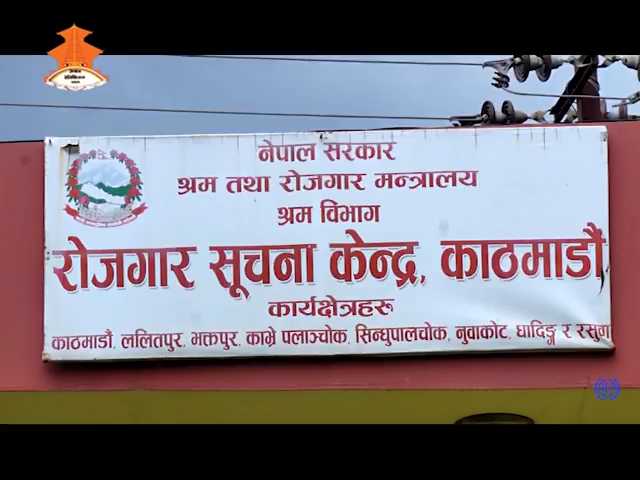 नेपाल सरकार
श्रम तथा रोजगार मन्त्रालय
श्रम विभाग
रोजगार सूचना केन्द्र, काठमाडौं
कार्यक्षेत्रहरू
काठमाडौं, ललितपुर, भक्तपुर, काभ्रे पलाञ्चोक, सिन्धुपालचोक, नुवाकोट, धादिङ्ग र रसुवा